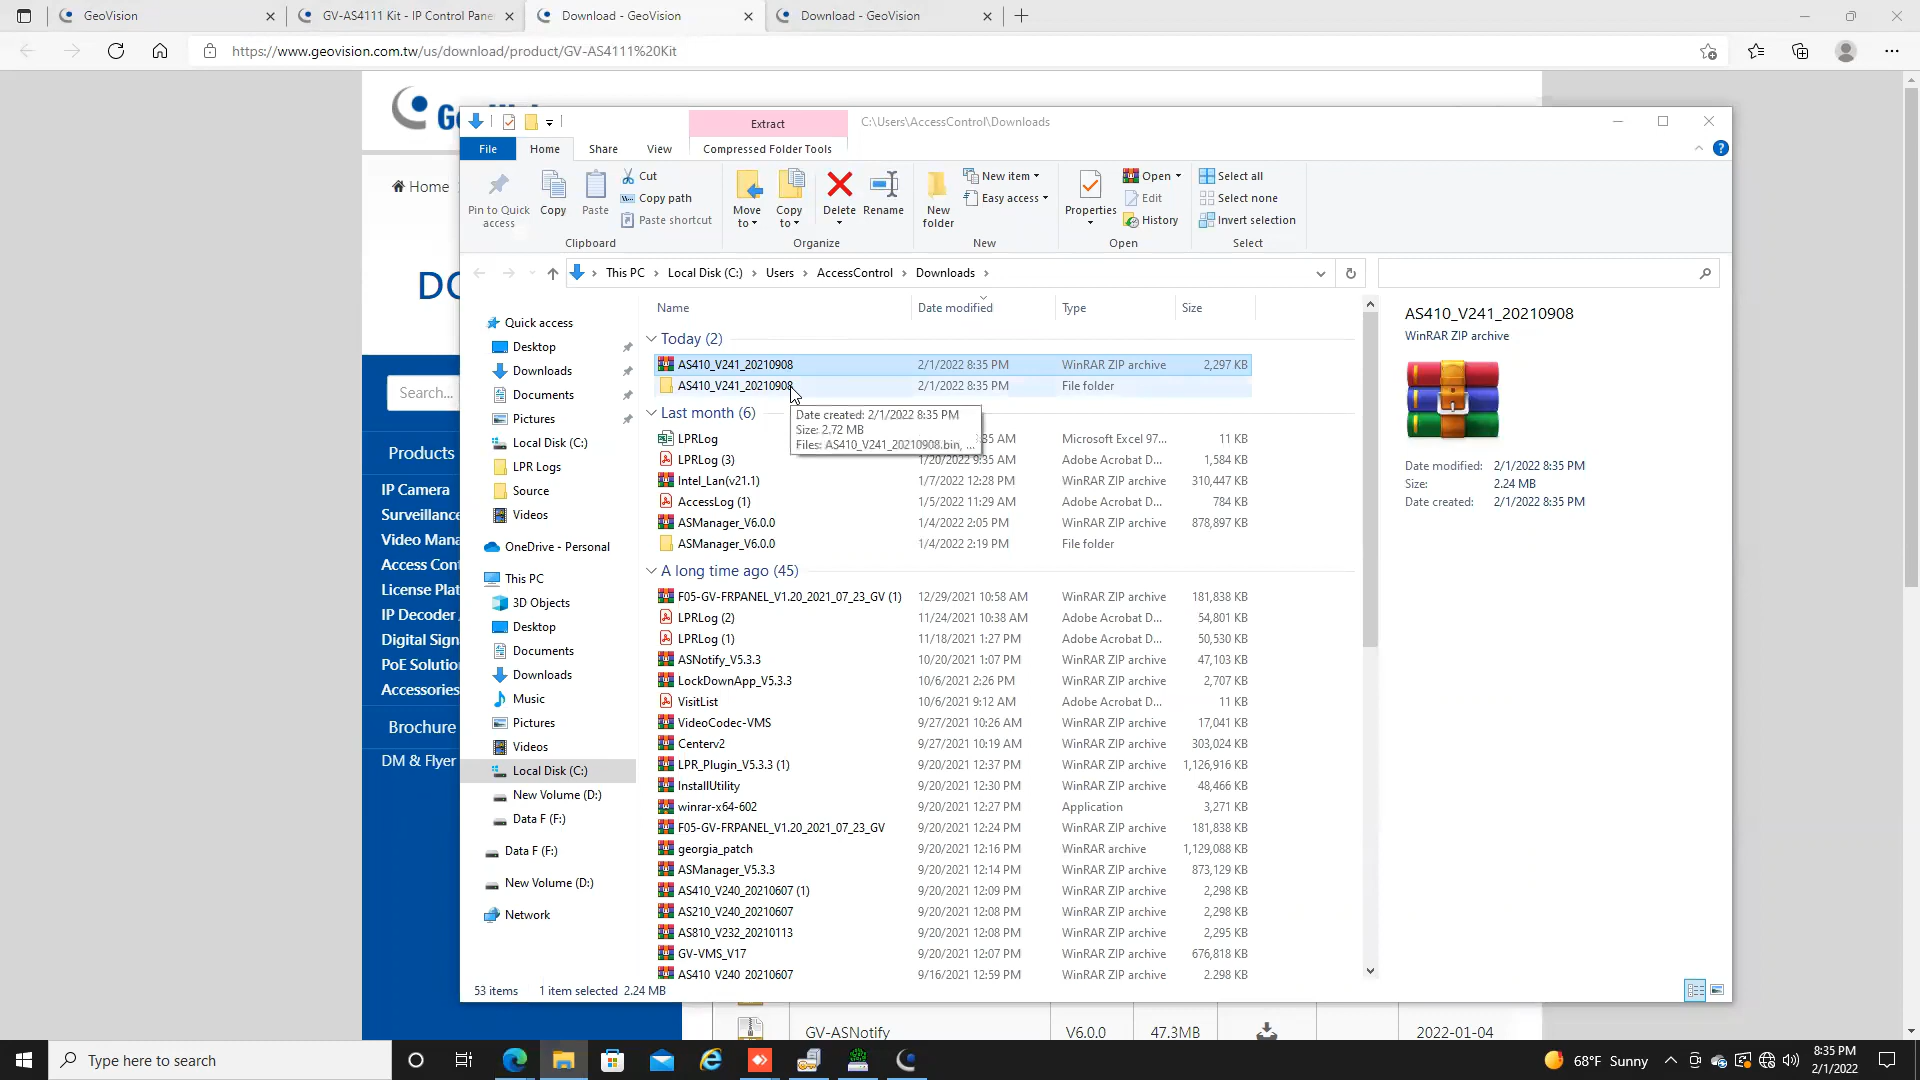 GeoVision
GV-AS4111 Kit - IP Control Pane
Download - GeoVision
Download - GeoVision
https://www.geovision.com.tw/us/download/product/GV-AS4111%20Kit
Extract
C:\Users\AccessControl\Downloads
File
Home
Share
View
Compressed Folder Tools
Pin to Quick access
Copy
Paste
Cut
Copy path
Paste shortcut
Clipboard
Move to
Copy to
Delete
Rename
Organize
New folder
New item
Easy access
New
Properties
Open
Edit
History
Open
Select all
Select none
Invert selection
Select
This PC > Local Disk (C:) > Users > AccessControl > Downloads >
Home
Search...
Products
IP Camera
Surveillance
Video Mana
Access Cont
License Plat
IP Decoder
Digital Sign
PoE Solution
Accessories
Brochure
DM & Flyer
Quick access
Desktop
Downloads
Documents
Pictures
Local Disk (C:)
LPR Logs
Source
Videos
OneDrive - Personal
This PC
3D Objects
Desktop
Documents
Downloads
Music
Pictures
Videos
Local Disk (C:)
New Volume (D:)
Data F (F:)
Data F (F:)
New Volume (D:)
Network
Name Date modified Type Size
Today (2)
AS410_V241_20210908 2/1/2022 8:35 PM WinRAR ZIP archive 2,297 KB
AS410_V241_20210908 2/1/2022 8:35 PM File folder
Date created: 2/1/2022 8:35 PM
Size: 2.72 MB
Files: AS410_V241_20210908.bin, ...
Last month (6)
LPRLog :35 AM Microsoft Excel 97... 11 KB
LPRLog (3) 1/20/2022 9:35 AM Adobe Acrobat D... 1,584 KB
Intel_Lan(v21.1) 1/7/2022 12:28 PM WinRAR ZIP archive 310,447 KB
AccessLog (1) 1/5/2022 11:29 AM Adobe Acrobat D... 784 KB
ASManager_V6.0.0 1/4/2022 2:05 PM WinRAR ZIP archive 878,897 KB
ASManager_V6.0.0 1/4/2022 2:19 PM File folder
A long time ago (45)
F05-GV-FRPANEL_V1.20_2021_07_23_GV (1) 12/29/2021 10:58 AM WinRAR ZIP archive 181,838 KB
LPRLog (2) 11/24/2021 10:38 AM Adobe Acrobat D... 54,801 KB
LPRLog (1) 11/18/2021 1:27 PM Adobe Acrobat D... 50,530 KB
ASNotify_V5.3.3 10/20/2021 1:07 PM WinRAR ZIP archive 47,103 KB
LockDownApp_V5.3.3 10/6/2021 2:26 PM WinRAR ZIP archive 2,707 KB
VisitList 10/6/2021 9:12 AM Adobe Acrobat D... 11 KB
VideoCodec-VMS 9/27/2021 10:26 AM WinRAR ZIP archive 17,041 KB
Centerv2 9/27/2021 10:19 AM WinRAR ZIP archive 303,024 KB
LPR_Plugin_V5.3.3 (1) 9/20/2021 12:37 PM WinRAR ZIP archive 1,126,916 KB
InstallUtility 9/20/2021 12:30 PM WinRAR ZIP archive 48,466 KB
winrar-x64-602 9/20/2021 12:27 PM Application 3,271 KB
F05-GV-FRPANEL_V1.20_2021_07_23_GV 9/20/2021 12:24 PM WinRAR ZIP archive 181,838 KB
georgia_patch 9/20/2021 12:16 PM WinRAR archive 1,129,088 KB
ASManager_V5.3.3 9/20/2021 12:14 PM WinRAR ZIP archive 873,129 KB
AS410_V240_20210607 (1) 9/20/2021 12:09 PM WinRAR ZIP archive 2,298 KB
AS210_V240_20210607 9/20/2021 12:08 PM WinRAR ZIP archive 2,298 KB
AS810_V232_20210113 9/20/2021 12:08 PM WinRAR ZIP archive 2,295 KB
GV-VMS_V17 9/20/2021 12:07 PM WinRAR ZIP archive 676,818 KB
AS410_V240_20210607 9/16/2021 12:59 PM WinRAR ZIP archive 2,298 KB
AS410_V241_20210908
WinRAR ZIP archive
Date modified: 2/1/2022 8:35 PM
Size: 2.24 MB
Date created: 2/1/2022 8:35 PM
53 items 1 item selected 2.24 MB
GV-ASNotify V6.0.0 47.3MB 2022-01-04
Type here to search
68°F Sunny
8:35 PM
2/1/2022